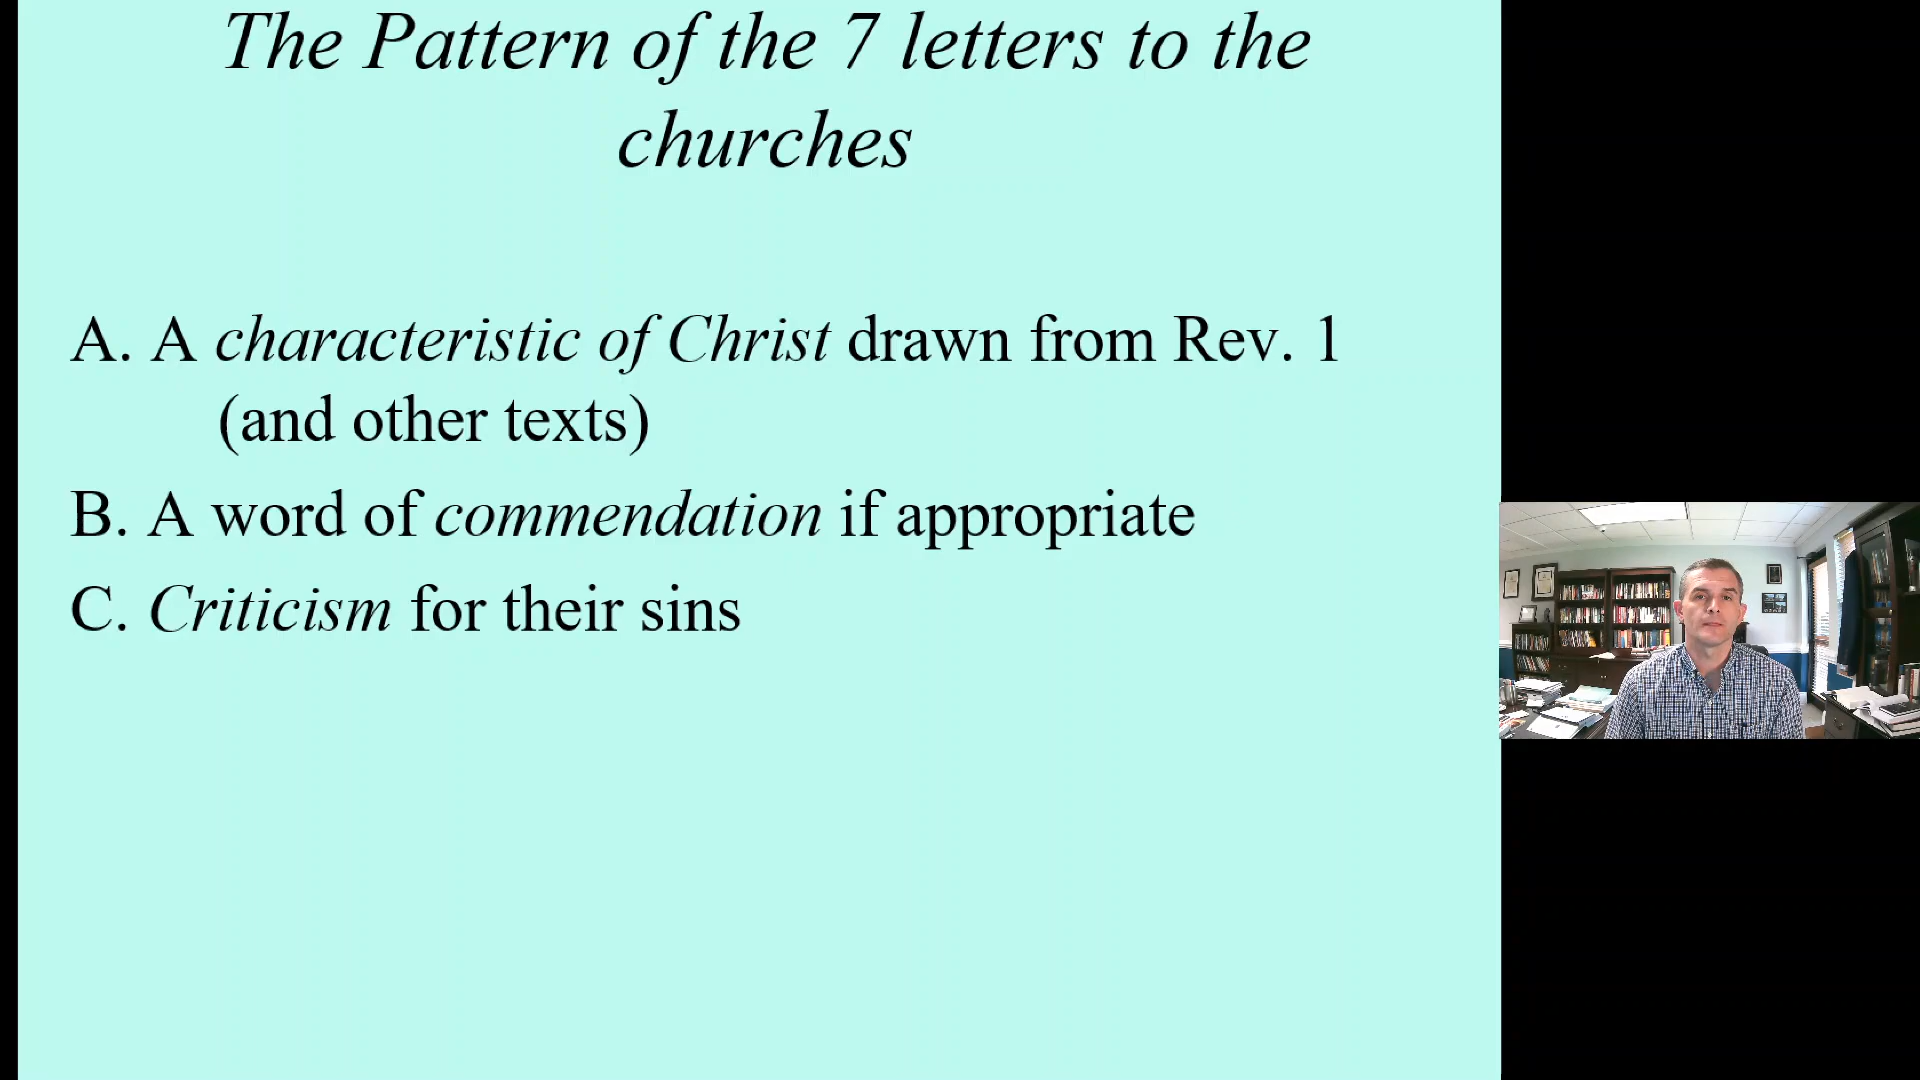 The Pattern of the 7 letters to the
churches
A. A characteristic of Christ drawn from Rev. 1
(and other texts)
B. A word of commendation if appropriate
C. Criticism for their sins